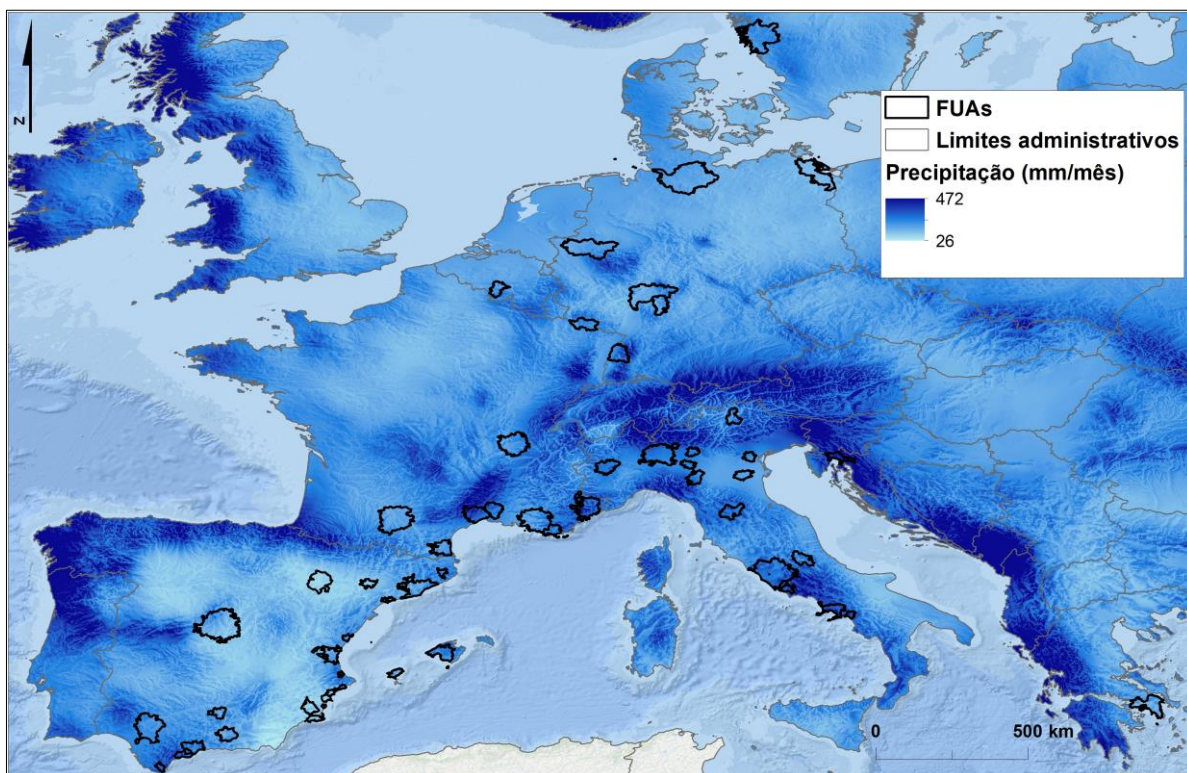 N
FUAs
Limites administrativos
Precipitação (mm/mês)
472
26
0 500 km